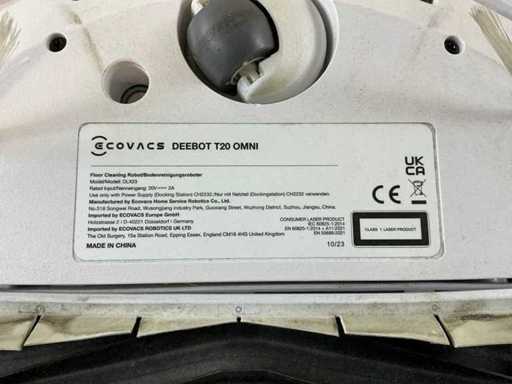 ECOVACS DEEBOT T20 OMNI
Floor Cleaning Robot/Bodenreinigungsroboter
Model/Modell: DLX23
Rated Input/Nenneingang: 20V 2A
Use only with Power Supply (Docking Station) CH2232./Nur mit Netzteil (Dockingstation) CH2232 verwenden.
Manufactured by Ecovacs Home Service Robotics Co., Ltd.
No.518 Songwei Road, Wusongjiang Industry Park, Guoxiang Street, Wuzhong District, Suzhou, Jiangsu, China.
Imported by ECOVACS Europe GmbH
Holzstrasse 2 / D-40221 Düsseldorf / Germany
Imported by ECOVACS ROBOTICS UK LTD
The Old Surgery, 15a Station Road, Epping Essex, England CM16 4HG United Kingdom
MADE IN CHINA
UK
CA
CE
CONSUMER LASER PRODUCT
IEC 60825-1:2014
EN 60825-1:2014 + A11:2021
EN 50689:2021
10/23
CLASS 1 LASER PRODUCT